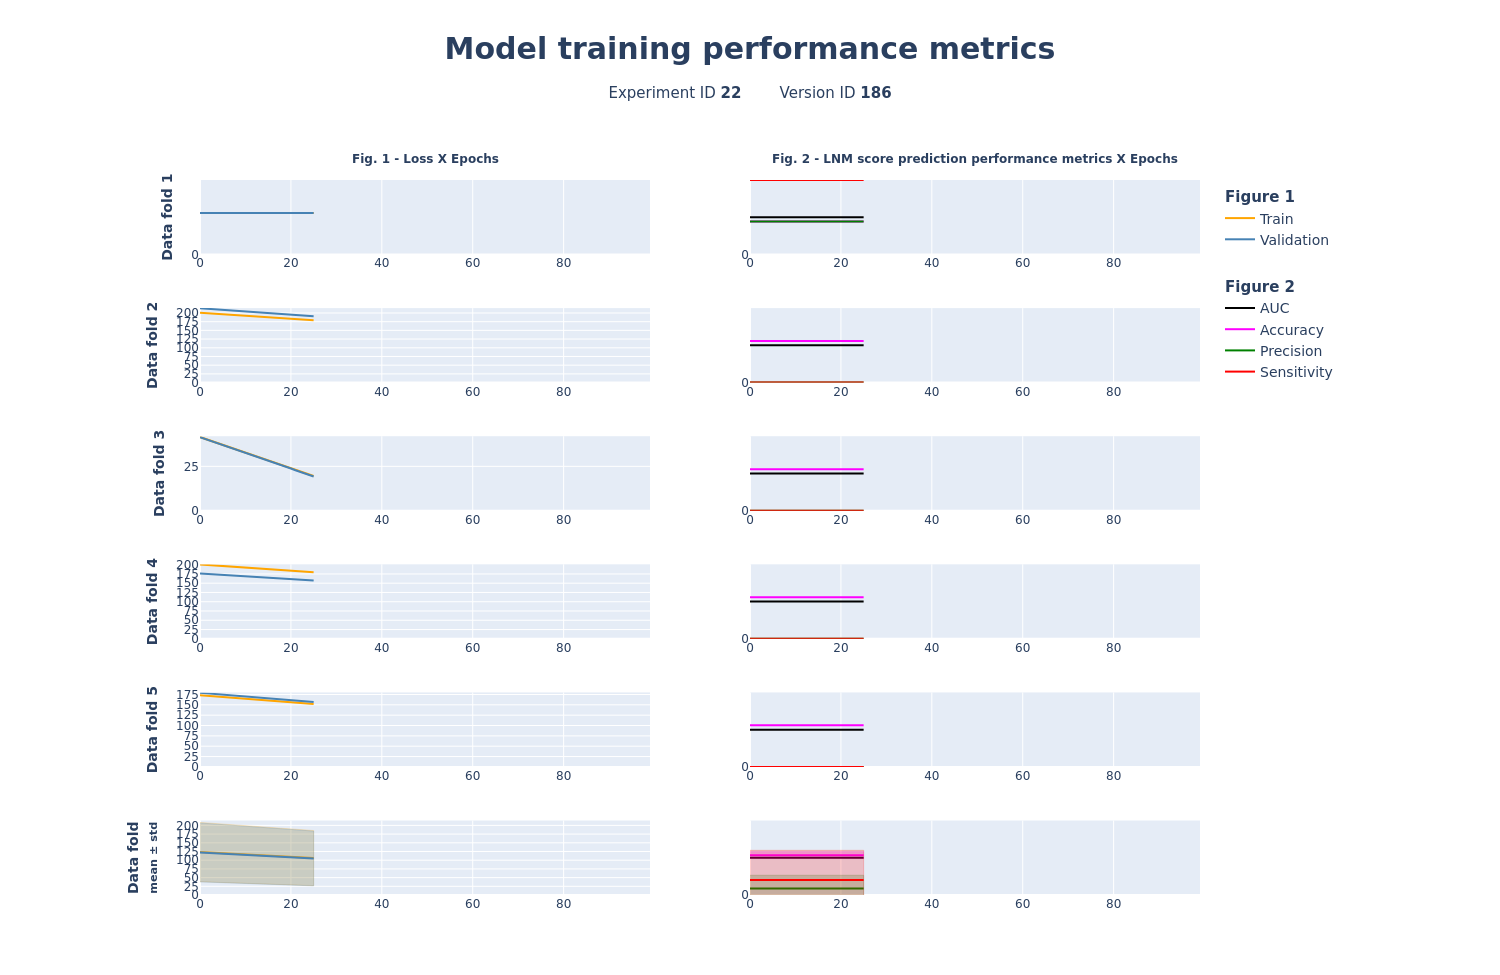 Model training performance metrics
Experiment ID 22 Version ID 186
Fig. 1 - Loss X Epochs
Fig. 2 - LNM score prediction performance metrics X Epochs
Data fold 1
0
0 20 40 60 80
0
0 20 40 60 80
Figure 1
Train
Validation
Figure 2
AUC
Accuracy
Precision
Sensitivity
Data fold 2
200
175
150
125
100
75
50
25
0
0 20 40 60 80
0
0 20 40 60 80
Data fold 3
25
0
0 20 40 60 80
0
0 20 40 60 80
Data fold 4
200
175
150
125
100
75
50
25
0
0 20 40 60 80
0
0 20 40 60 80
Data fold 5
175
150
125
100
75
50
25
0
0 20 40 60 80
0
0 20 40 60 80
Data fold
mean ± std
200
175
150
125
100
75
50
25
0
0 20 40 60 80
0
0 20 40 60 80